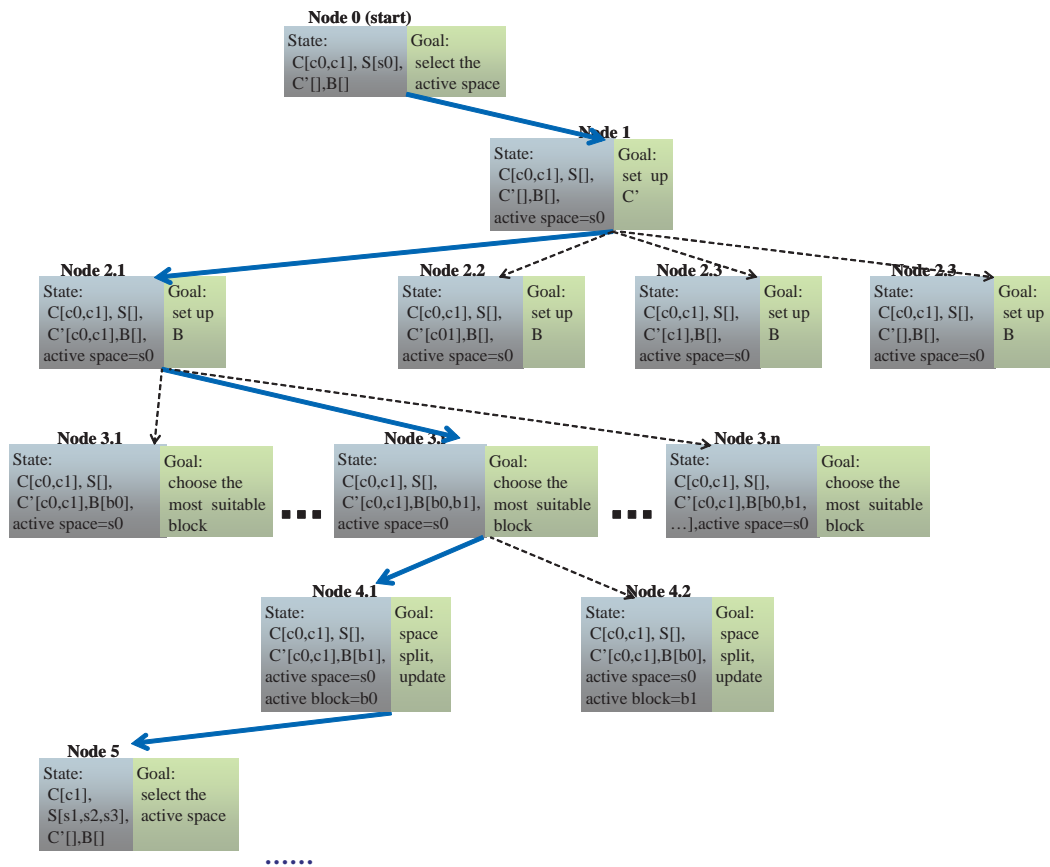 Node 0 (start)
State:
C[c0,c1], S[s0],
C'[],B[]
Goal:
select the
active space
Node 1
State:
C[c0,c1], S[],
C'[],B[],
active space=s0
Goal:
set up
C'
Node 2.1
State:
C[c0,c1], S[],
C'[c0,c1],B[],
active space=s0
Goal:
set up
B
Node 2.2
State:
C[c0,c1], S[],
C'[c01],B[],
active space=s0
Goal:
set up
B
Node 2.3
State:
C[c0,c1], S[],
C'[c1],B[],
active space=s0
Goal:
set up
B
Node 2.3
State:
C[c0,c1], S[],
C'[],B[],
active space=s0
Goal:
set up
B
Node 3.1
State:
C[c0,c1], S[],
C'[c0,c1],B[b0],
active space=s0
Goal:
choose the
most suitable
block
Node
State:
C[c0,c1], S[],
C'[c0,c1],B[b0,b1],
active space=s0
Goal:
choose the
most suitable
block
Node 3.n
State:
C[c0,c1], S[],
C'[c0,c1],B[b0,b1,
…],active space=s0
Goal:
choose the
most suitable
block
Node 4.1
State:
C[c0,c1], S[],
C'[c0,c1],B[b1],
active space=s0
active block=b0
Goal:
space
split,
update
Node 4.2
State:
C[c0,c1], S[],
C'[c0,c1],B[b0],
active space=s0
active block=b1
Goal:
space
split,
update
Node 5
State:
C[c1],
S[s1,s2,s3],
C'[],B[]
Goal:
select the
active space
......